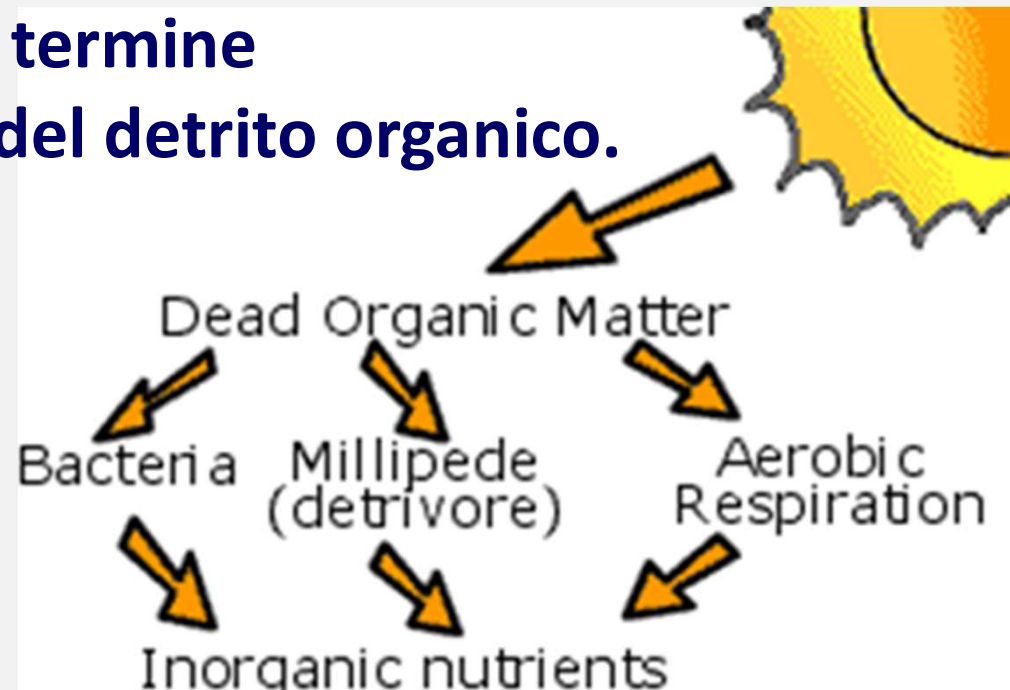 termine
del detrito organico.
Dead Organic Matter
Bacteria
Millipede
(detrivore)
Aerobic
Respiration
Inorganic nutrients